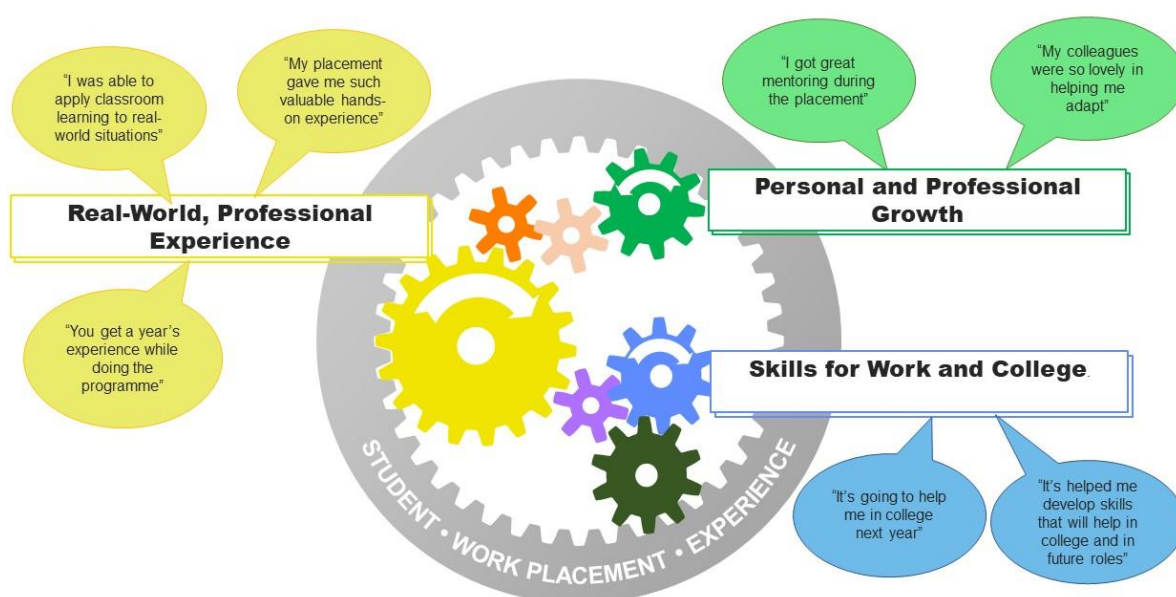 “I was able to
apply classroom
learning to real-
world situations”
“My placement
gave me such
valuable hands-
on experience”
Real-World, Professional
Experience
“You get a year’s
experience while
doing the
programme”
“I got great
mentoring during
the placement”
“My colleagues
were so lovely in
helping me
adapt”
Personal and Professional
Growth
Skills for Work and College.
“It’s going to help
me in college
next year”
“It’s helped me
develop skills
that will help in
college and in
future roles”
STUDENT • WORK PLACEMENT • EXPERIENCE